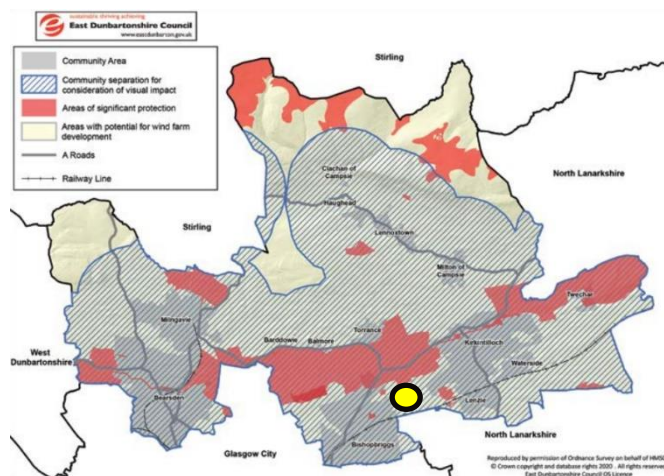 sustainable thriving achieving
East Dunbartonshire Council
www.eastdunbarton.gov.uk
Community Area
Community separation for
consideration of visual impact
Areas of significant protection
Areas with potential for wind farm
development
A Roads
Railway Line
Stirling
North Lanarkshire
Clachan of
Campsie
Haughead
Lennoxtown
Milton of
Campsie
Stirling
Twechar
Milngavie
Torrance
Bardowie
Balmore
Kirkintilloch
Waterside
West
Dunbartonshire
Bearsden
Lenzie
Bishopbriggs
Glasgow City
North Lanarkshire
Reproduced by permission of Ordnance Survey on behalf of HMSO
© Crown copyright and database rights 2020 . All rights reserve
East Dunbartonshire Council OS Licence